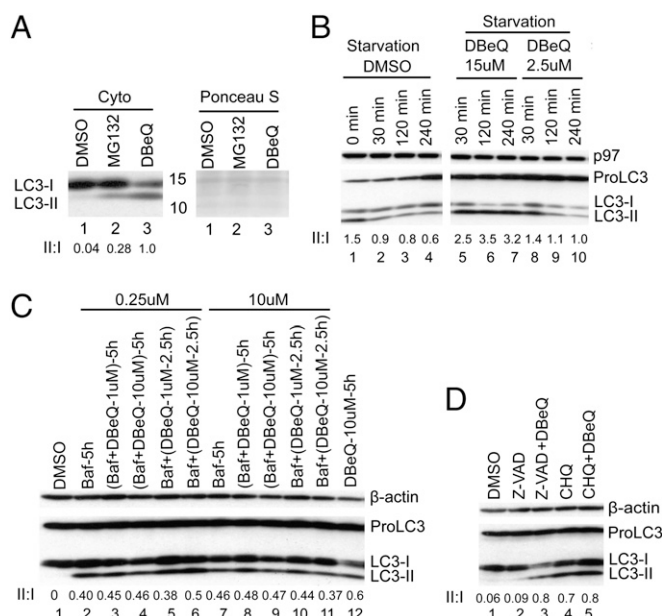 A
Cyto
Ponceau S
DMSO
MG132
DBeQ
DMSO
MG132
DBeQ
LC3-I
LC3-II
15
10
1 2 3
1 2 3
II:I 0.04 0.28 1.0
B
Starvation
DMSO
Starvation
DBeQ
15uM
DBeQ
2.5uM
0 min
30 min
120 min
240 min
30 min
120 min
240 min
30 min
120 min
240 min
p97
ProLC3
LC3-I
LC3-II
II:I 1.5 0.9 0.8 0.6 2.5 3.5 3.2 1.4 1.1 1.0
1 2 3 4 5 6 7 8 9 10
C
0.25uM
10uM
DMSO
Baf-5h
(Baf+DBeQ-1uM)-5h
(Baf+DBeQ-10uM)-5h
Baf+(DBeQ-1uM-2.5h)
Baf+(DBeQ-10uM-2.5h)
Baf-5h
(Baf+DBeQ-1uM)-5h
(Baf+DBeQ-10uM)-5h
Baf+(DBeQ-1uM-2.5h)
Baf+(DBeQ-10uM-2.5h)
DBeQ-10uM-5h
β-actin
ProLC3
LC3-I
LC3-II
II:I 0 0.40 0.45 0.46 0.38 0.5 0.46 0.48 0.47 0.44 0.37 0.6
1 2 3 4 5 6 7 8 9 10 11 12
D
DMSO
Z-VAD
Z-VAD+DBeQ
CHQ
CHQ+DBeQ
β-actin
ProLC3
LC3-I
LC3-II
II:I 0.06 0.09 0.8 0.7 0.8
1 2 3 4 5